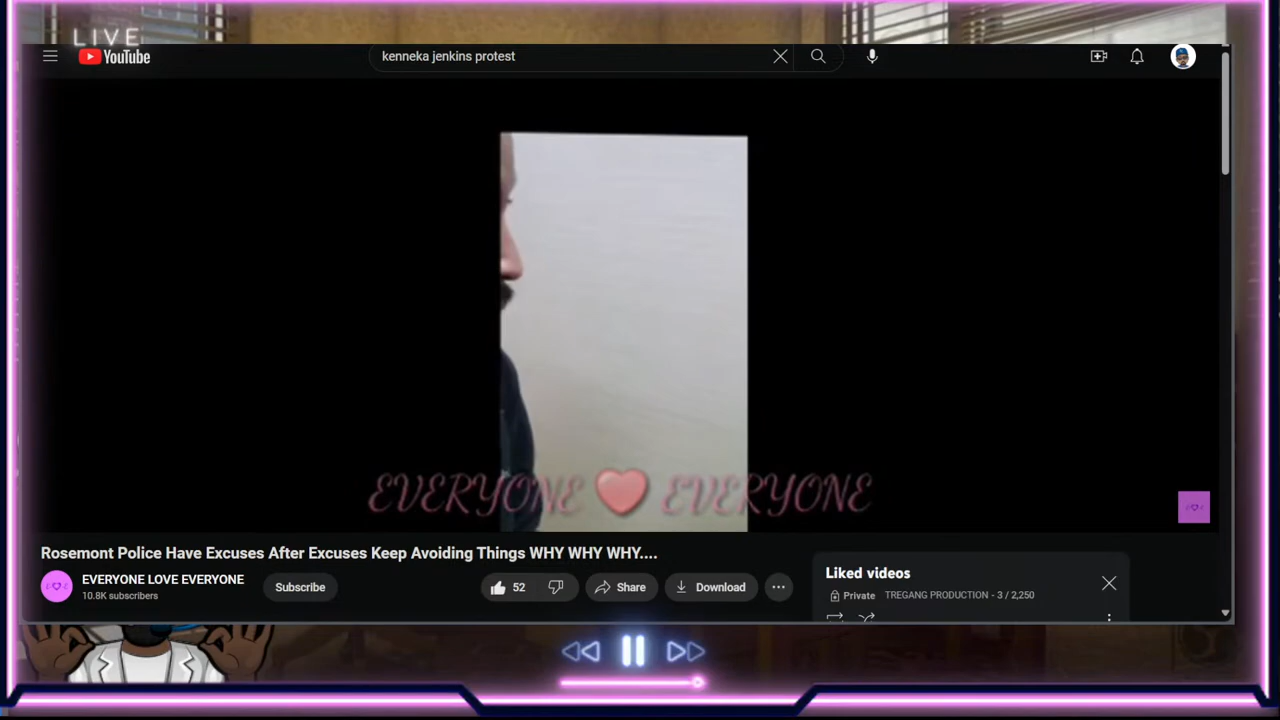 LIVE
YouTube
kenneka jenkins protest
EVERYONE EVERYONE
Rosemont Police Have Excuses After Excuses Keep Avoiding Things WHY WHY WHY....
EVERYONE LOVE EVERYONE
10.8K subscribers
Subscribe
52
Share
Download
Liked videos
Private TREGANG PRODUCTION - 3 / 2,250